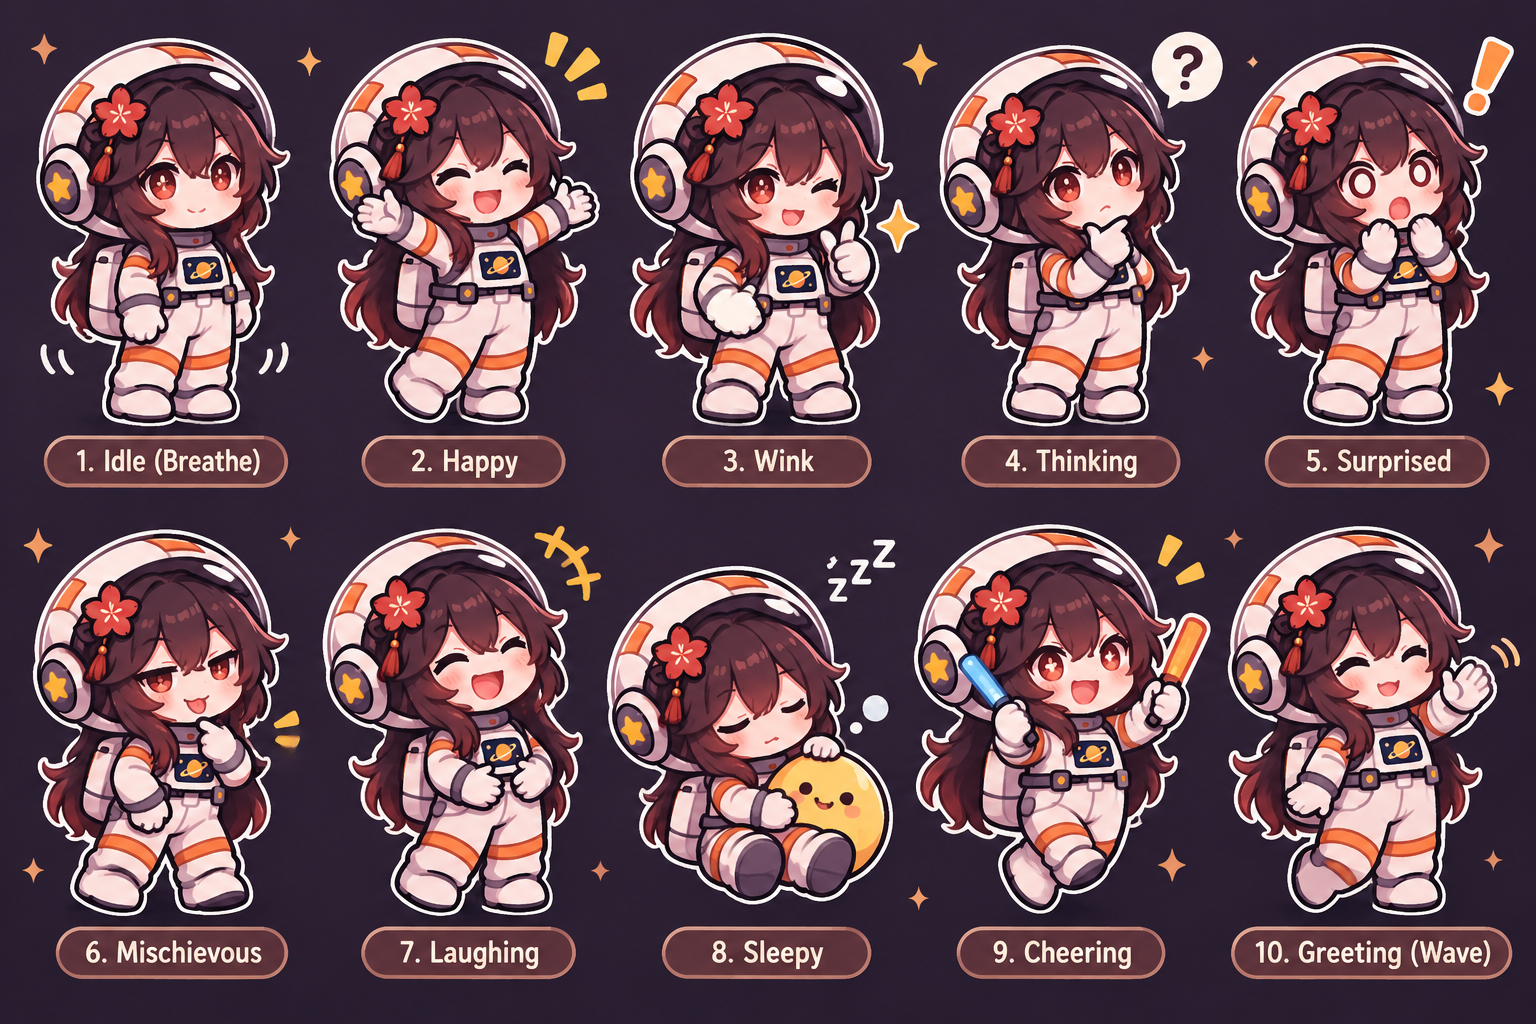 ?
!
1. Idle (Breathe)
2. Happy
3. Wink
4. Thinking
5. Surprised
z z Z
6. Mischievous
7. Laughing
8. Sleepy
9. Cheering
10. Greeting (Wave)